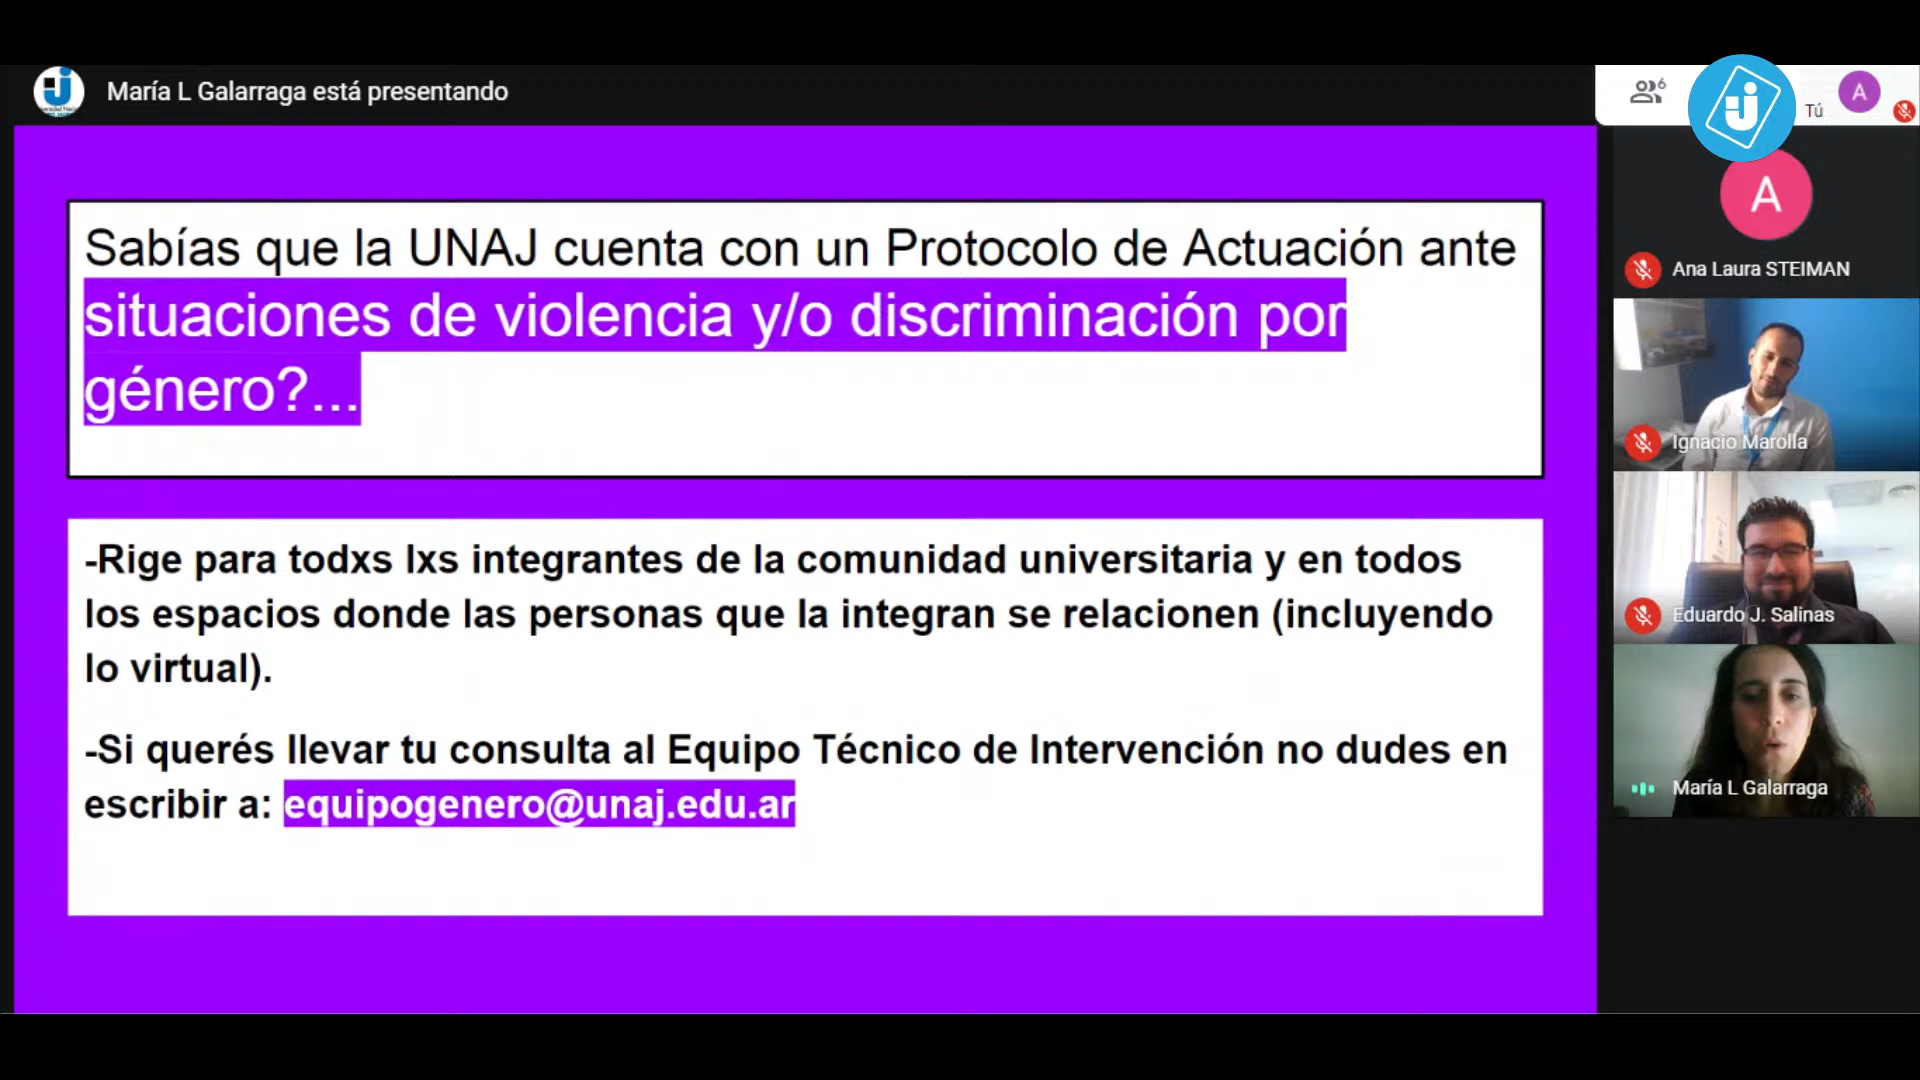 María L Galarraga está presentando
6
Tú
A
Sabías que la UNAJ cuenta con un Protocolo de Actuación ante
situaciones de violencia y/o discriminación por
género?...
-Rige para todxs lxs integrantes de la comunidad universitaria y en todos
los espacios donde las personas que la integran se relacionen (incluyendo
lo virtual).
-Si querés llevar tu consulta al Equipo Técnico de Intervención no dudes en
escribir a: equipogenero@unaj.edu.ar
A
Ana Laura STEIMAN
Ignacio Marolla
Eduardo J. Salinas
María L Galarraga